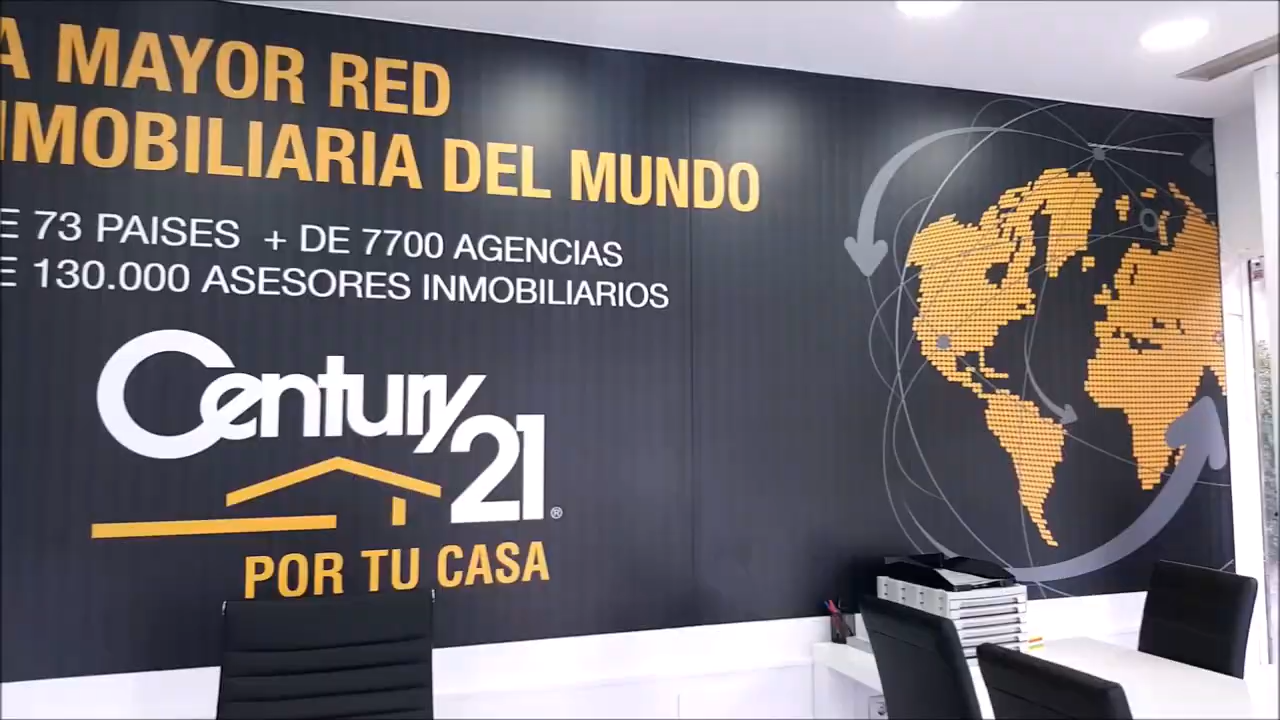 A MAYOR RED
NMOBILIARIA DEL MUNDO
E 73 PAISES + DE 7700 AGENCIAS
E 130.000 ASESORES INMOBILIARIOS
Century
21®
POR TU CASA